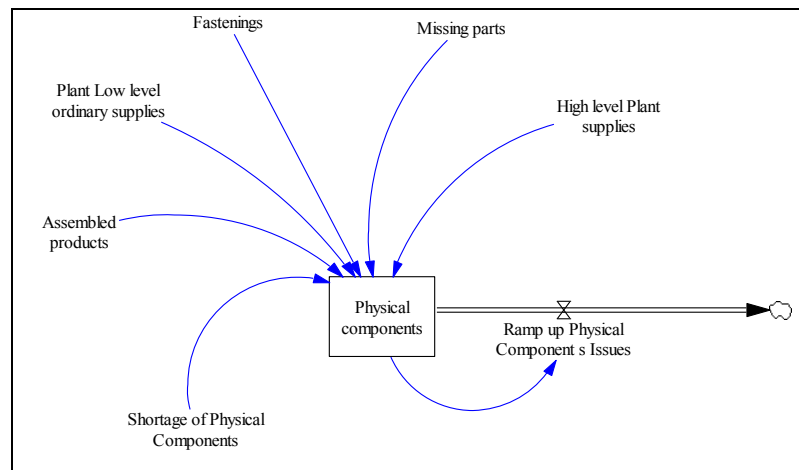 Fastenings
Missing parts
Plant Low level
ordinary supplies
High level Plant
supplies
Assembled
products
Physical
components
Ramp up Physical
Component s Issues
Shortage of Physical
Components